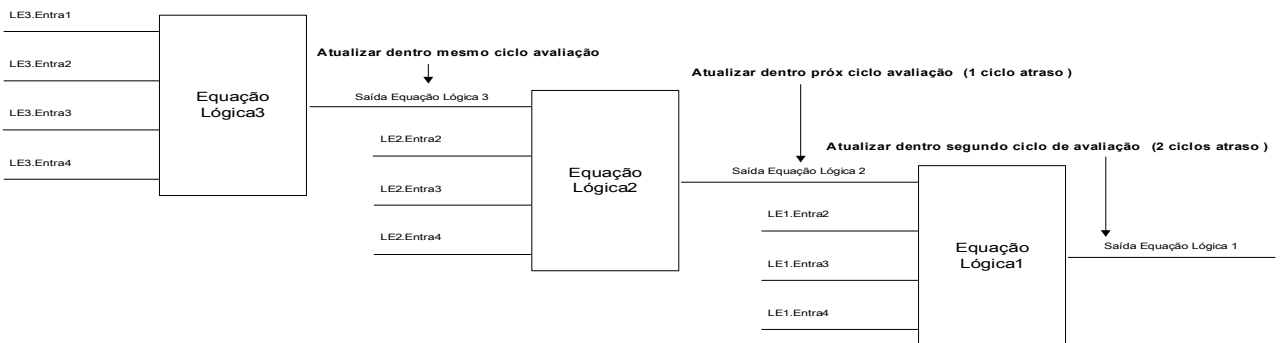 LE3.Entra1
LE3.Entra2
LE3.Entra3
LE3.Entra4
Equação
Lógica3
Atualizar dentro mesmo ciclo avaliação
Saída Equação Lógica 3
LE2.Entra2
LE2.Entra3
LE2.Entra4
Equação
Lógica2
Atualizar dentro próx ciclo avaliação (1 ciclo atraso )
Saída Equação Lógica 2
LE1.Entra2
LE1.Entra3
LE1.Entra4
Equação
Lógica1
Atualizar dentro segundo ciclo de avaliação (2 ciclos atraso )
Saída Equação Lógica 1